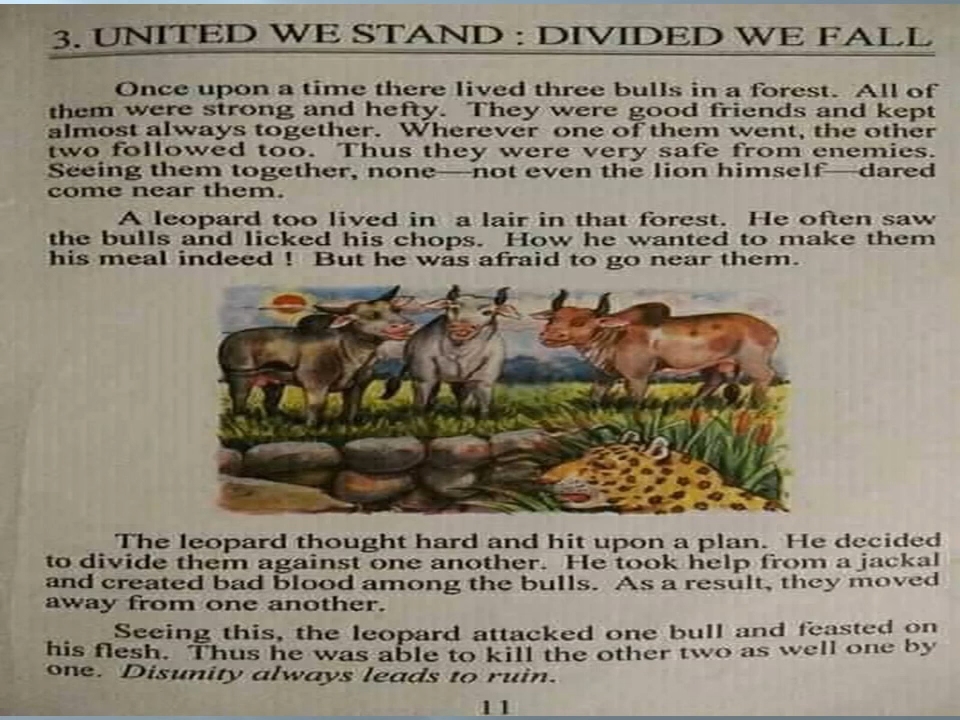 3. UNITED WE STAND : DIVIDED WE FALL
Once upon a time there lived three bulls in a forest. All of
them were strong and hefty. They were good friends and kept
almost always together. Wherever one of them went, the other
two followed too. Thus they were very safe from enemies.
Seeing them together, none—not even the lion himself—dared
come near them.
A leopard too lived in a lair in that forest. He often saw
the bulls and licked his chops. How he wanted to make them
his meal indeed ! But he was afraid to go near them.
The leopard thought hard and hit upon a plan. He decided
to divide them against one another. He took help from a jackal
and created bad blood among the bulls. As a result, they moved
away from one another.
Seeing this, the leopard attacked one bull and feasted on
his flesh. Thus he was able to kill the other two as well one by
one. Disunity always leads to ruin.
11